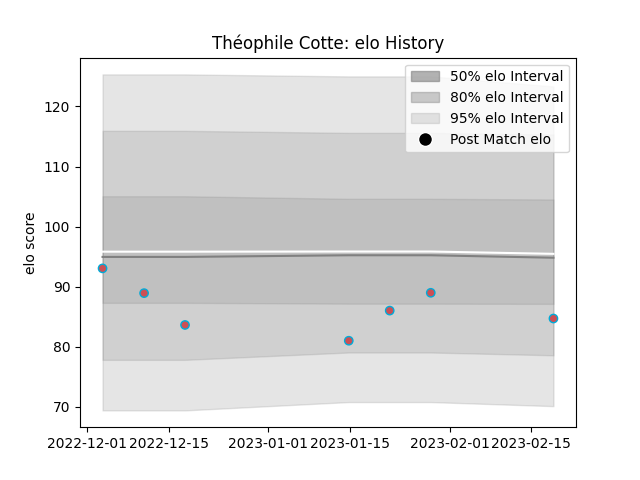 Théophile Cotte: elo History
50% elo Interval
80% elo Interval
95% elo Interval
Post Match elo
elo score
120
110
100
90
80
70
2022-12-01 2022-12-15 2023-01-01 2023-01-15 2023-02-01 2023-02-15